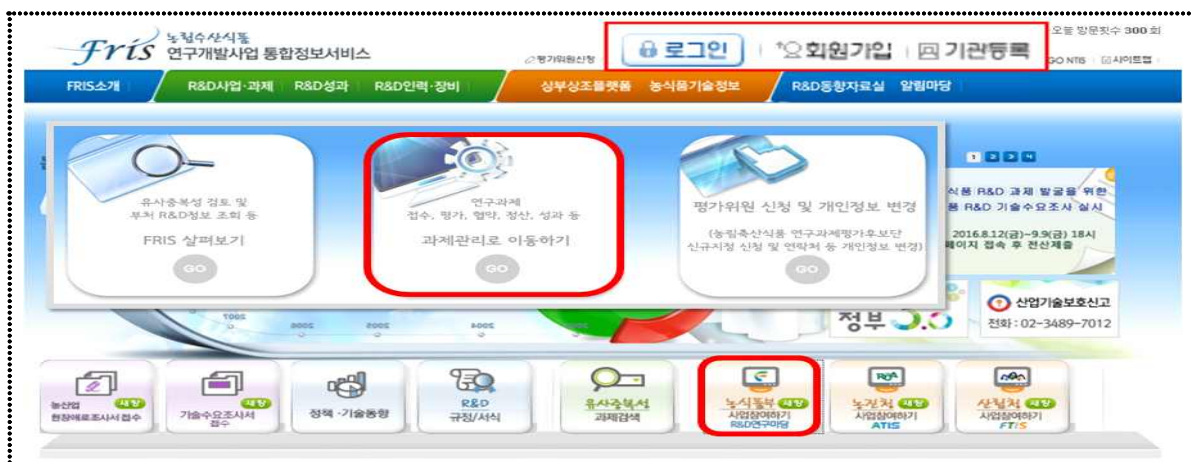 오늘 방문횟수 300 회
Fris 농림수산식품
연구개발사업 통합정보서비스
평가위원신청
로그인 회원가입 기관등록
GO NTIS 사이트맵
FRIS소개 R&D사업·과제 R&D성과 R&D인력·장비 상부상조플랫폼 농식품기술정보 R&D동향자료실 알림마당
유사중복성 검토 및
부처 R&D정보 조회 등
FRIS 살펴보기
GO
연구과제
접수, 평가, 협약, 정산, 성과 등
과제관리로 이동하기
GO
평가위원 신청 및 개인정보 변경
(농림축산식품 연구과제평가후보단
신규지정 신청 및 연락처 등 개인정보 변경)
GO
1 2 3 4
식품 R&D 과제 발굴을 위한
품 R&D 기술수요조사 실시
2016.8.12(금)~9.9(금) 18시
페이지 접속 후 전산제출
정부 3.0
산업기술보호신고
전화 : 02-3489-7012
농산업 새창
현장애로조사서 접수
새창
기술수요조사서
접수
정책·기술동향
R&D
규정/서식
유사중복성
과제검색
농식품부 새창
사업참여하기
R&D연구마당
RDA
농진청 새창
사업참여하기
ATIS
산림청 새창
사업참여하기
FTIS